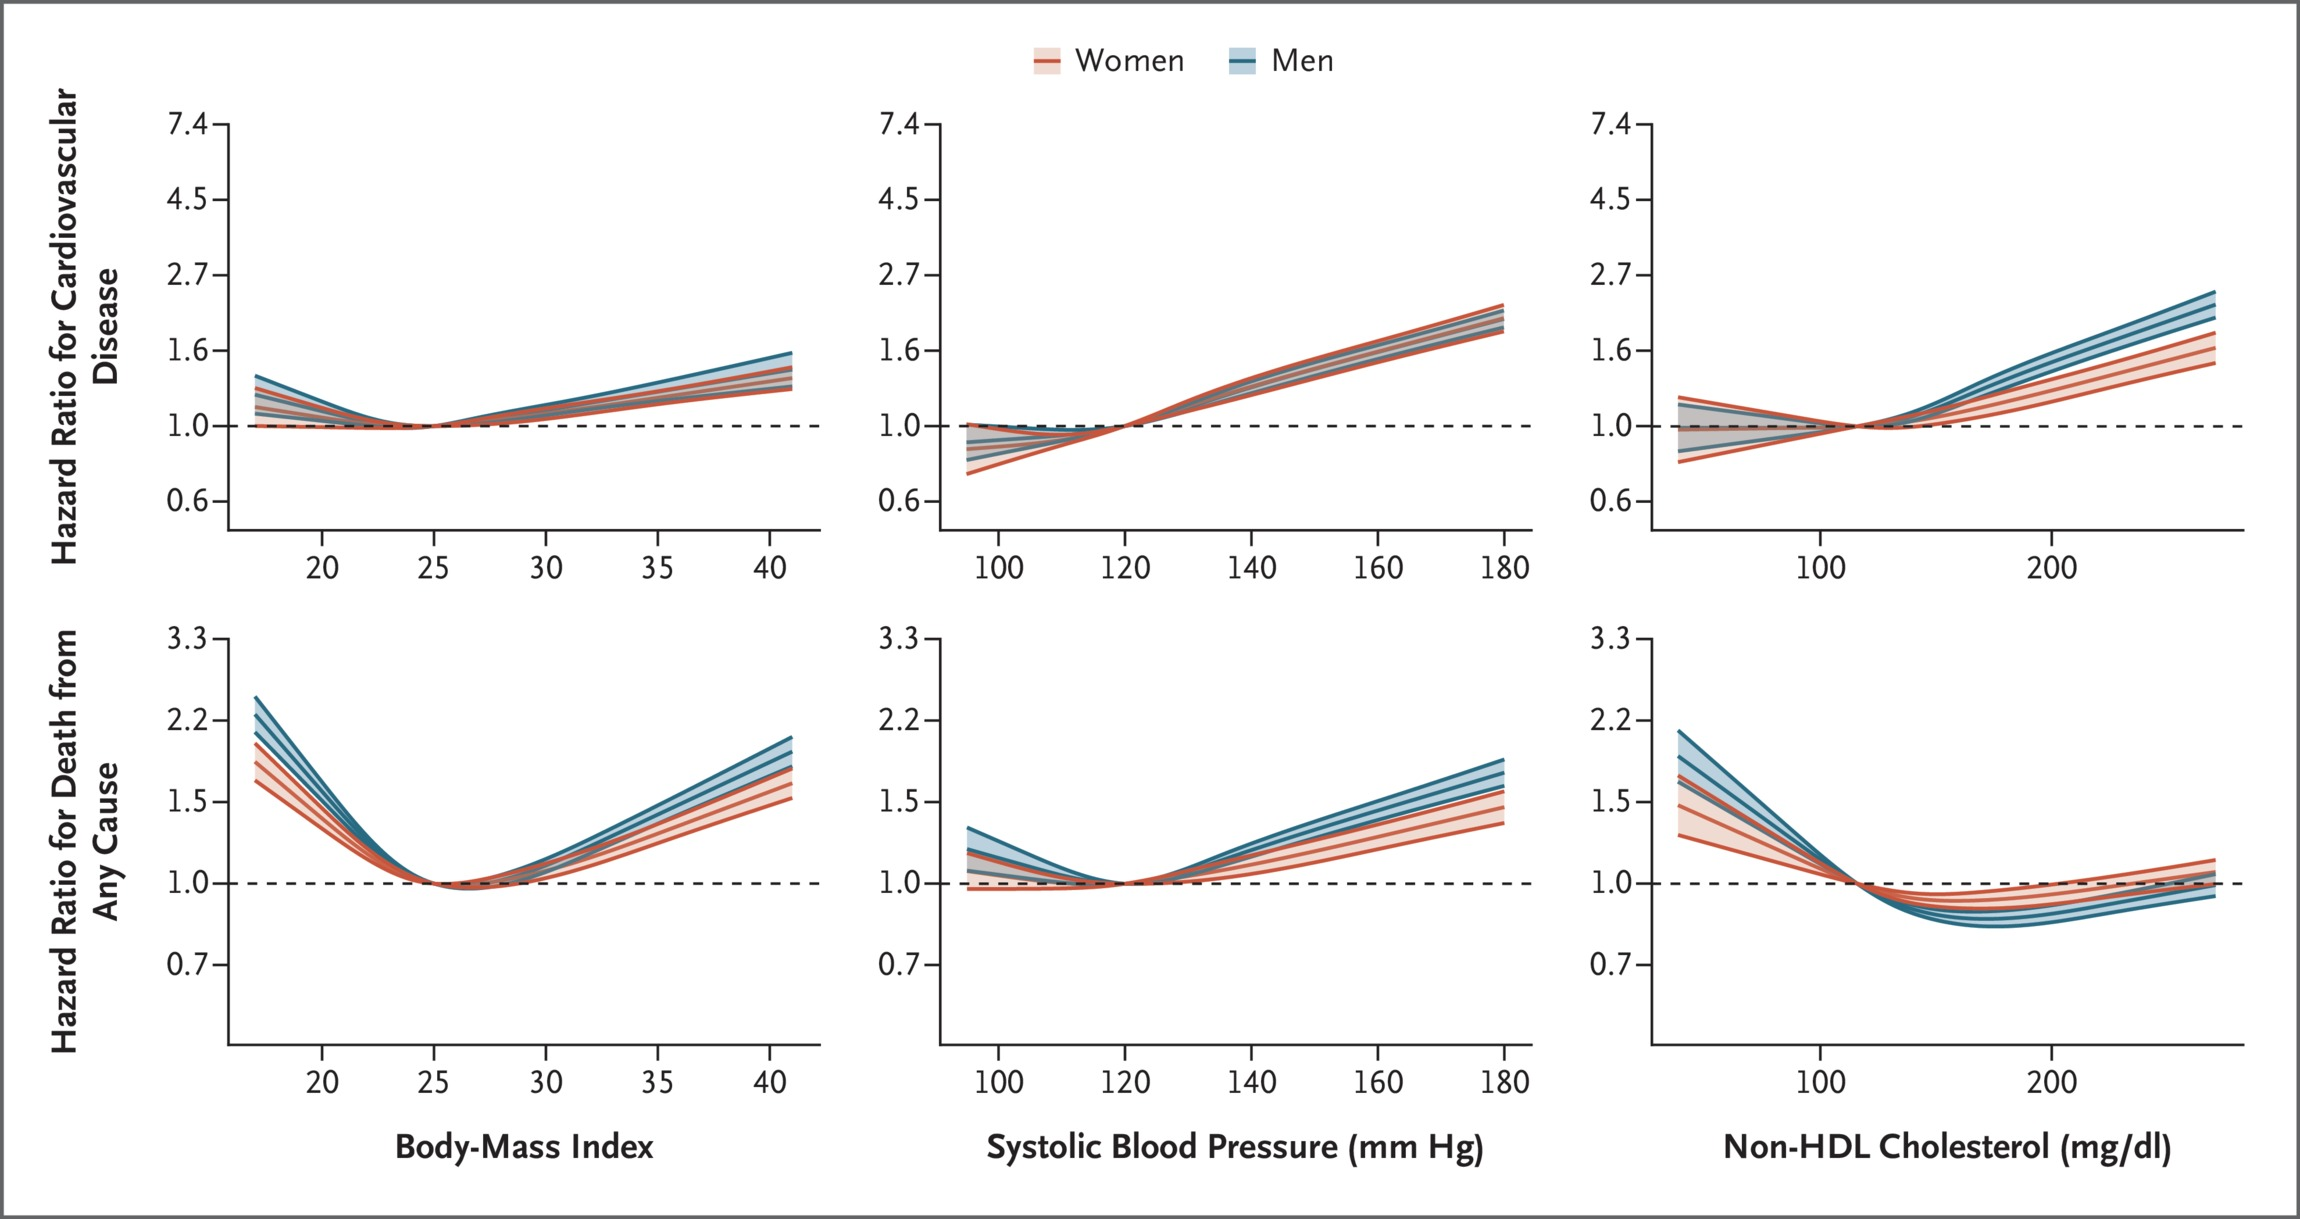 Women Men
Hazard Ratio for Cardiovascular
Disease
7.4
4.5
2.7
1.6
1.0
0.6
20 25 30 35 40
7.4
4.5
2.7
1.6
1.0
0.6
100 120 140 160 180
7.4
4.5
2.7
1.6
1.0
0.6
100 200
Hazard Ratio for Death from
Any Cause
3.3
2.2
1.5
1.0
0.7
20 25 30 35 40
Body-Mass Index
3.3
2.2
1.5
1.0
0.7
100 120 140 160 180
Systolic Blood Pressure (mm Hg)
3.3
2.2
1.5
1.0
0.7
100 200
Non-HDL Cholesterol (mg/dl)